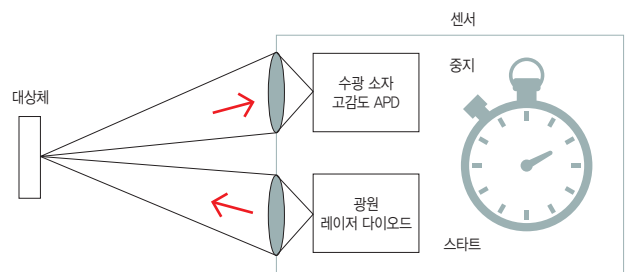 센서
중지
수광 소자
고감도 APD
대상체
광원
레이저 다이오드
스타트